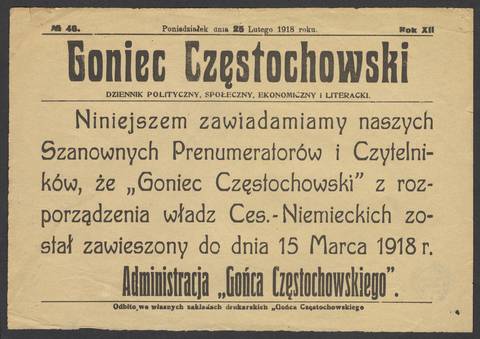 № 46. Poniedziałek dnia 25 Lutego 1918 roku. Rok XII
Goniec Częstochowski
DZIENNIK POLITYCZNY, SPOŁECZNY, EKONOMICZNY I LITERACKI.
Niniejszem zawiadamiamy naszych
Szanownych Prenumeratorów i Czytelni-
ków, że „Goniec Częstochowski" z roz-
porządzenia władz Ces.-Niemieckich zo-
stał zawieszony do dnia 15 Marca 1918 r.
Administracja „Gońca Częstochowskiego".
Odbito we własnych zakładach drukarskich „Gońca Częstochowskiego